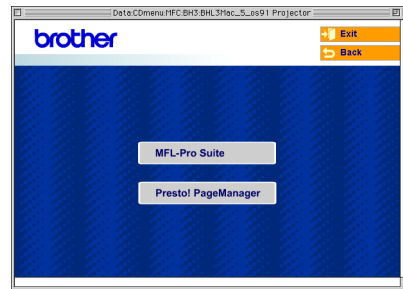 Data:CDmenu:MFC:BH3:BHL3Mac_5_os91 Projector
brother
Exit
Back
MFL-Pro Suite
Presto! PageManager